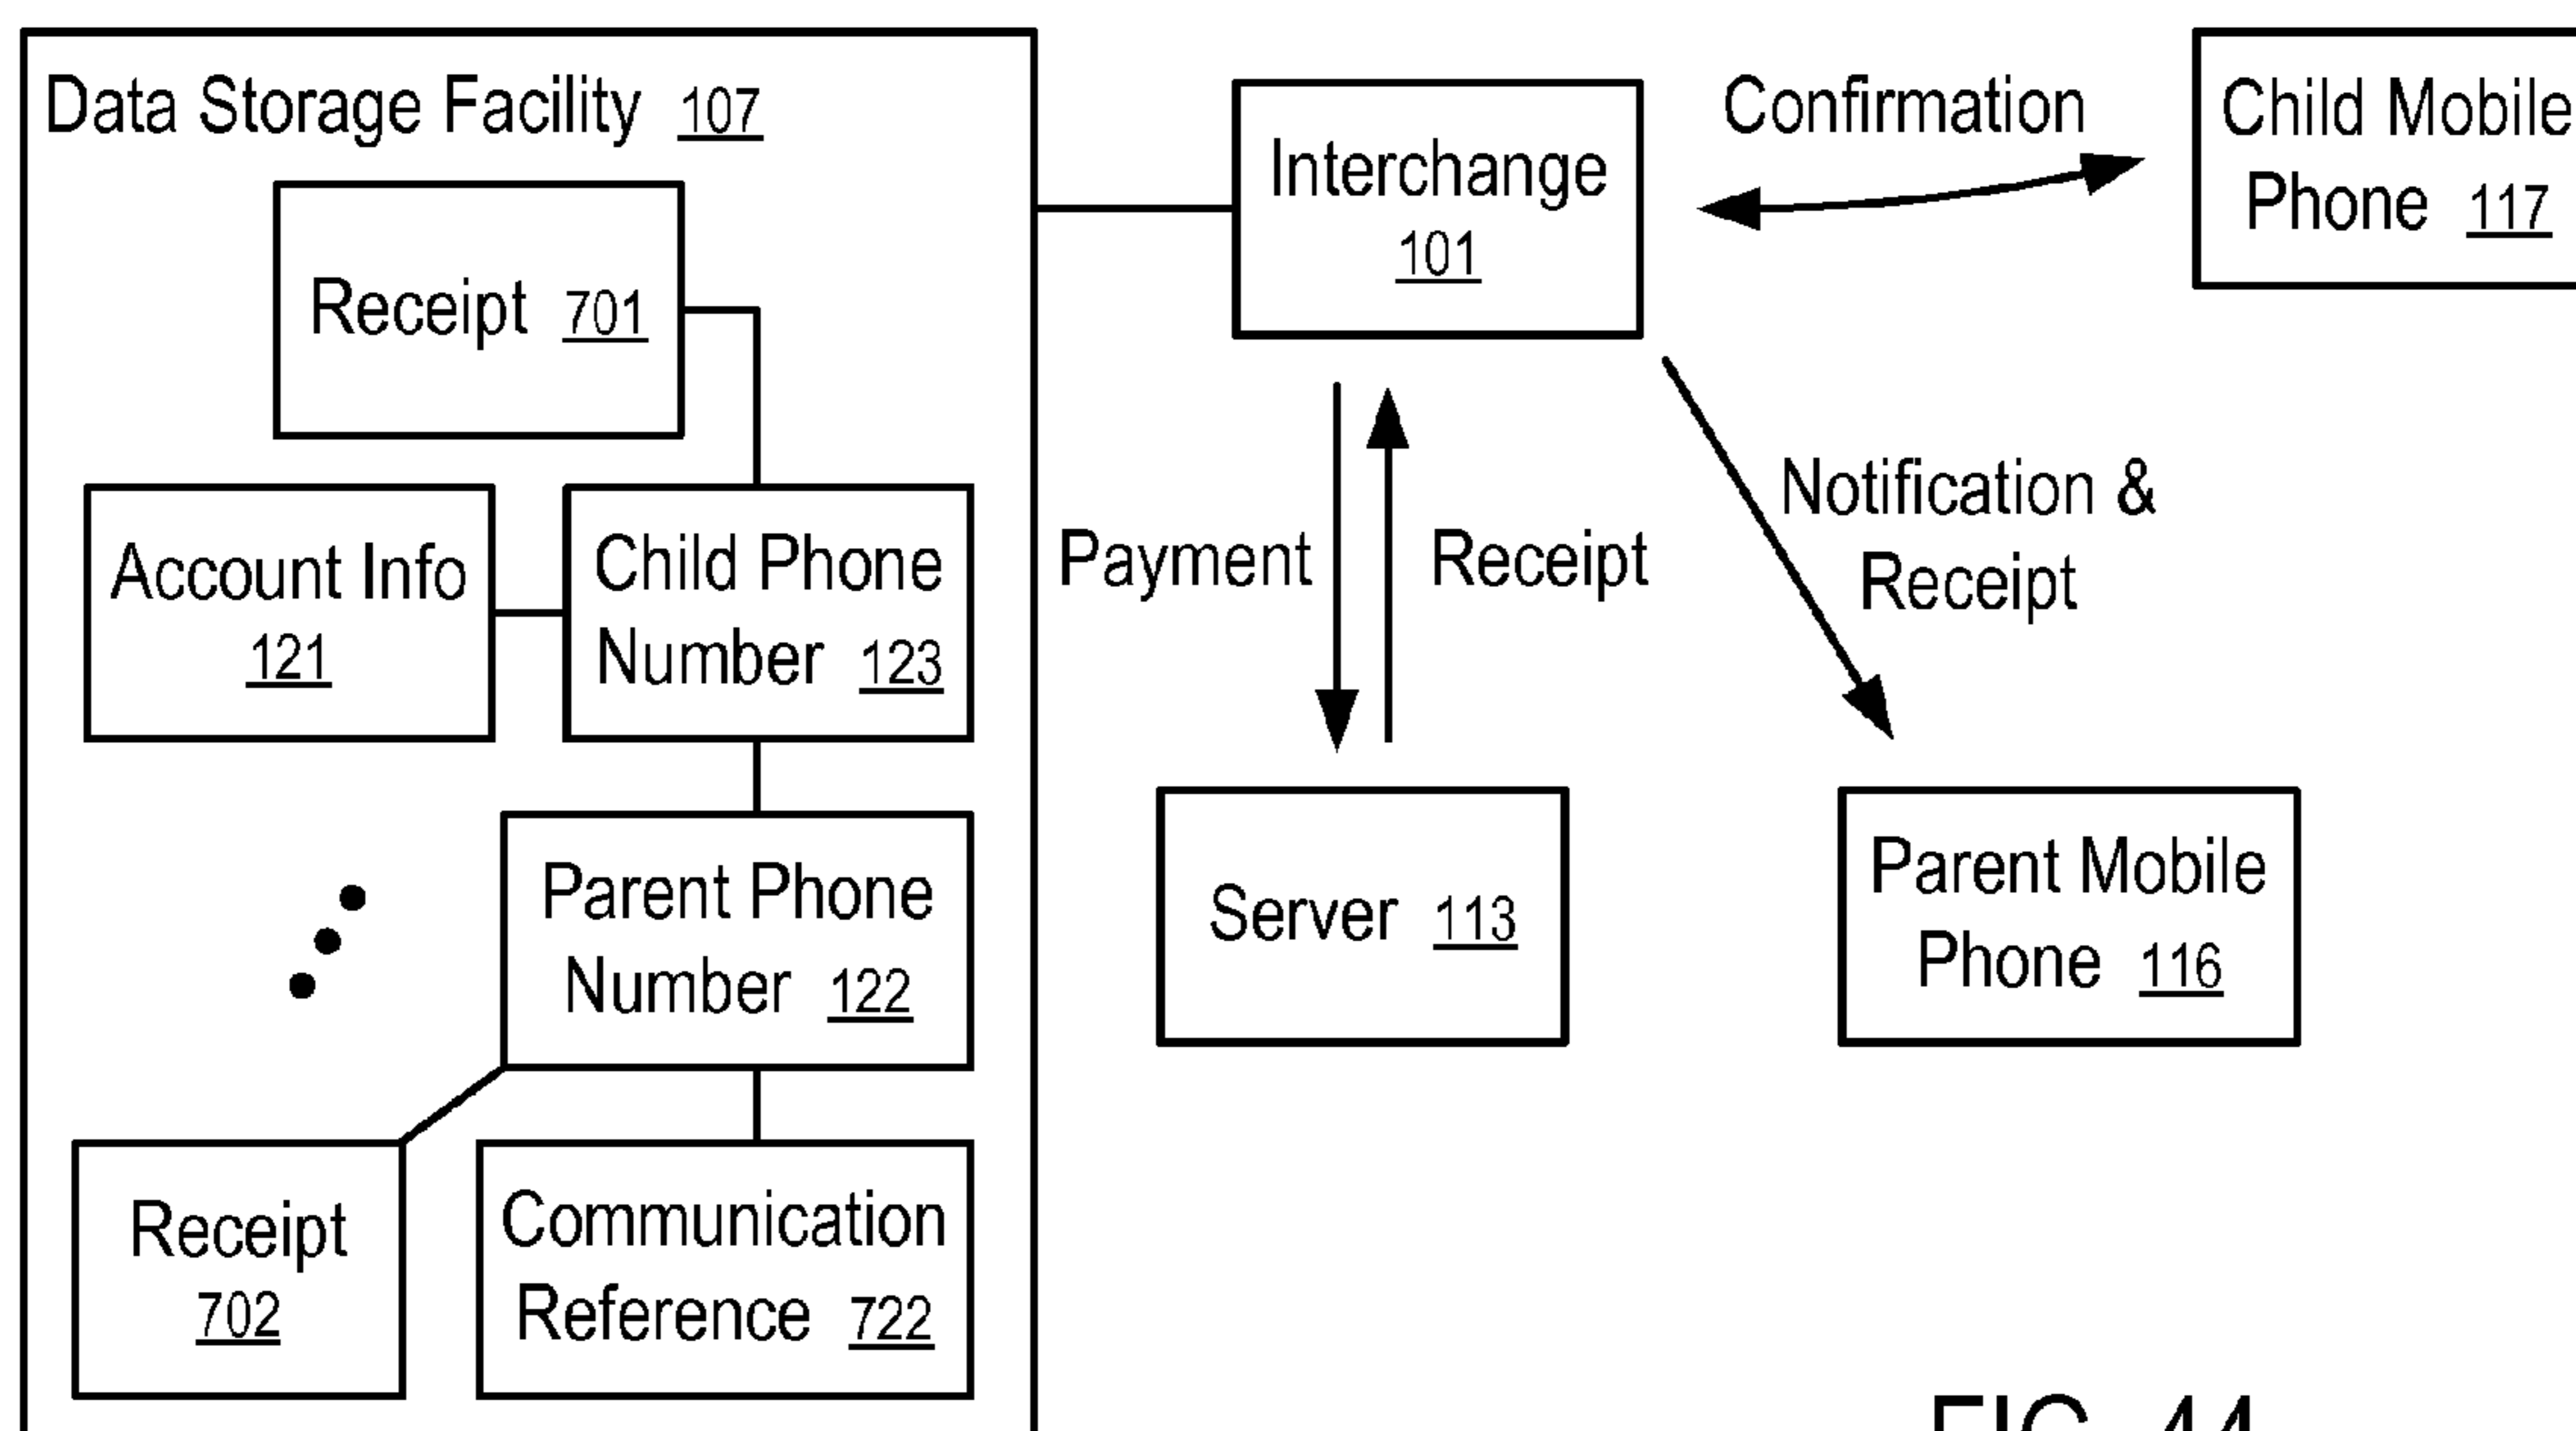 Data Storage Facility 107
Receipt 701
Account Info
121
Child Phone
Number 123
Parent Phone
Number 122
Receipt
702
Communication
Reference 722
Interchange
101
Confirmation
Child Mobile
Phone 117
Payment
Receipt
Notification &
Receipt
Server 113
Parent Mobile
Phone 116
FIG. 44